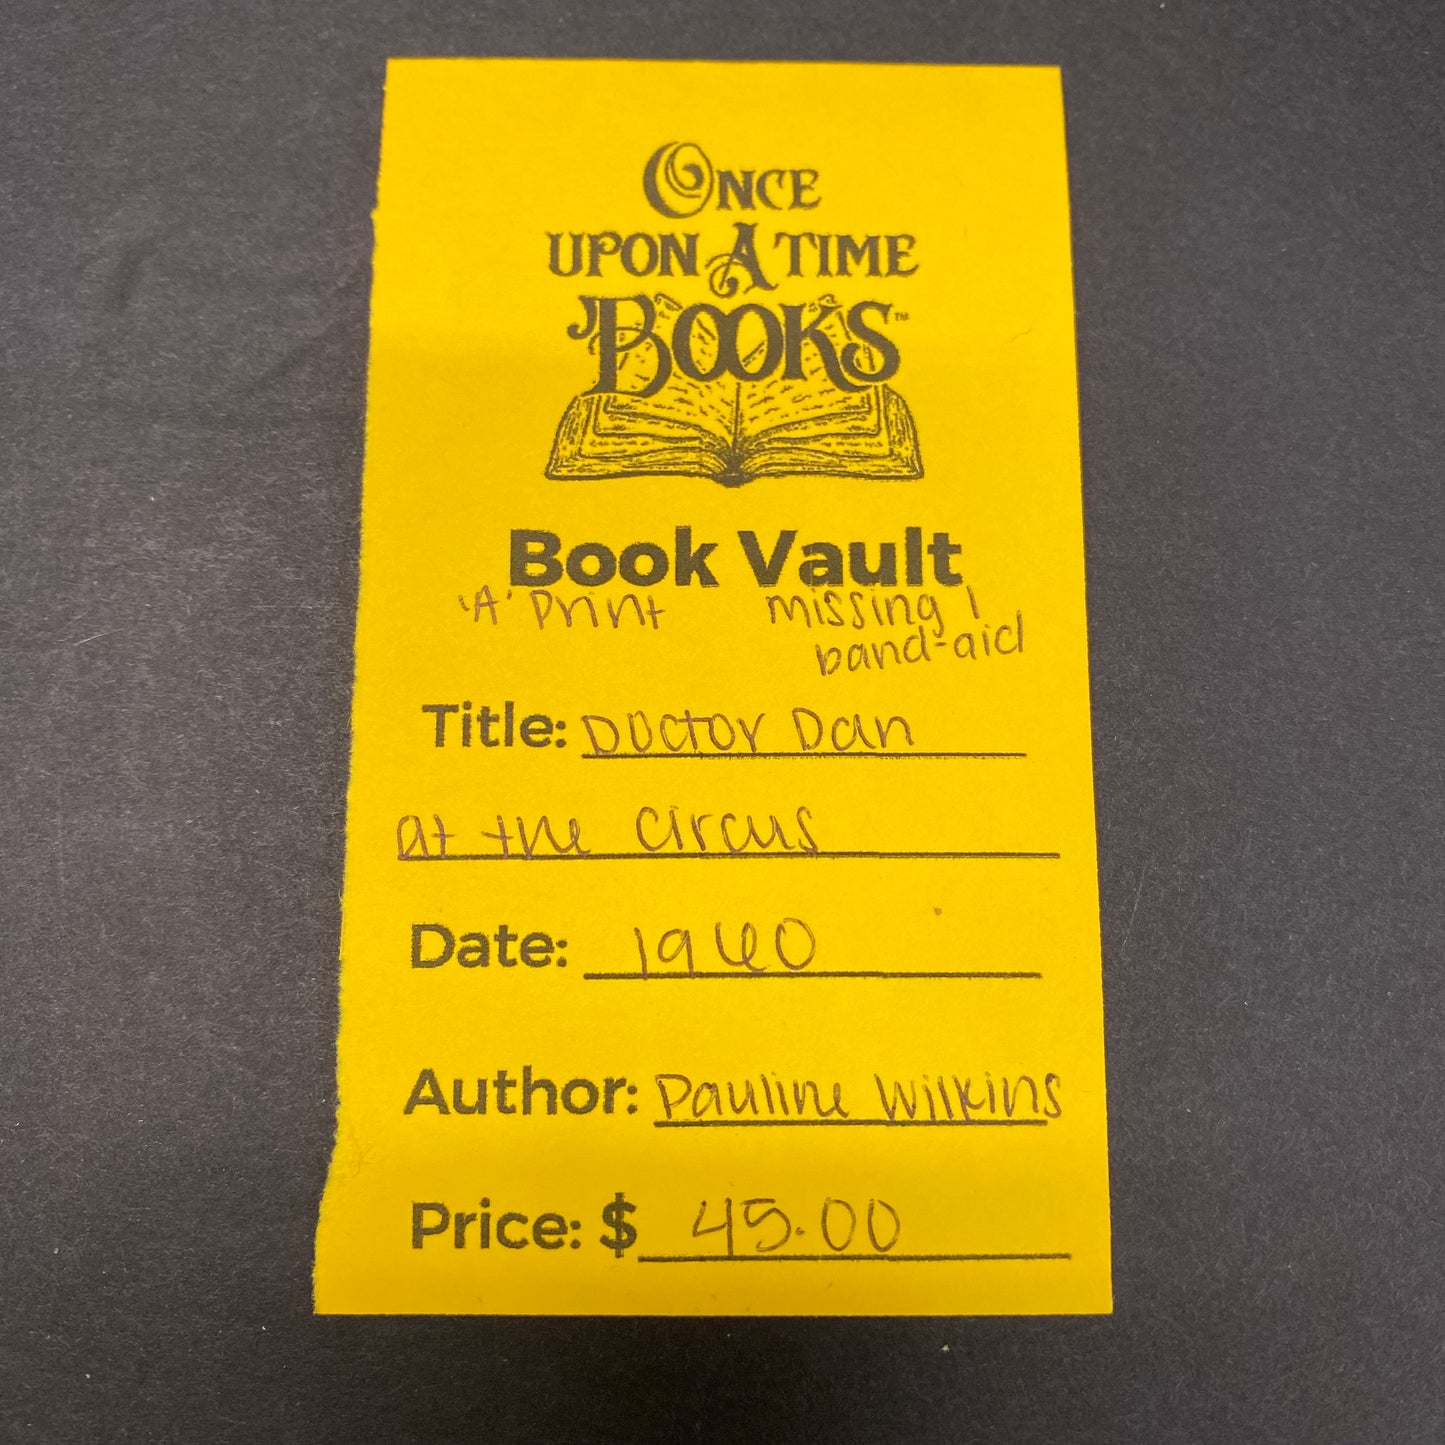 ONCE
UPON A TIME
BOOKS™
Book Vault
'A' Print missing 1
band-aid
Title: Doctor Dan
at the circus
Date: 1960
Author: Pauline Wilkins
Price: $ 45.00